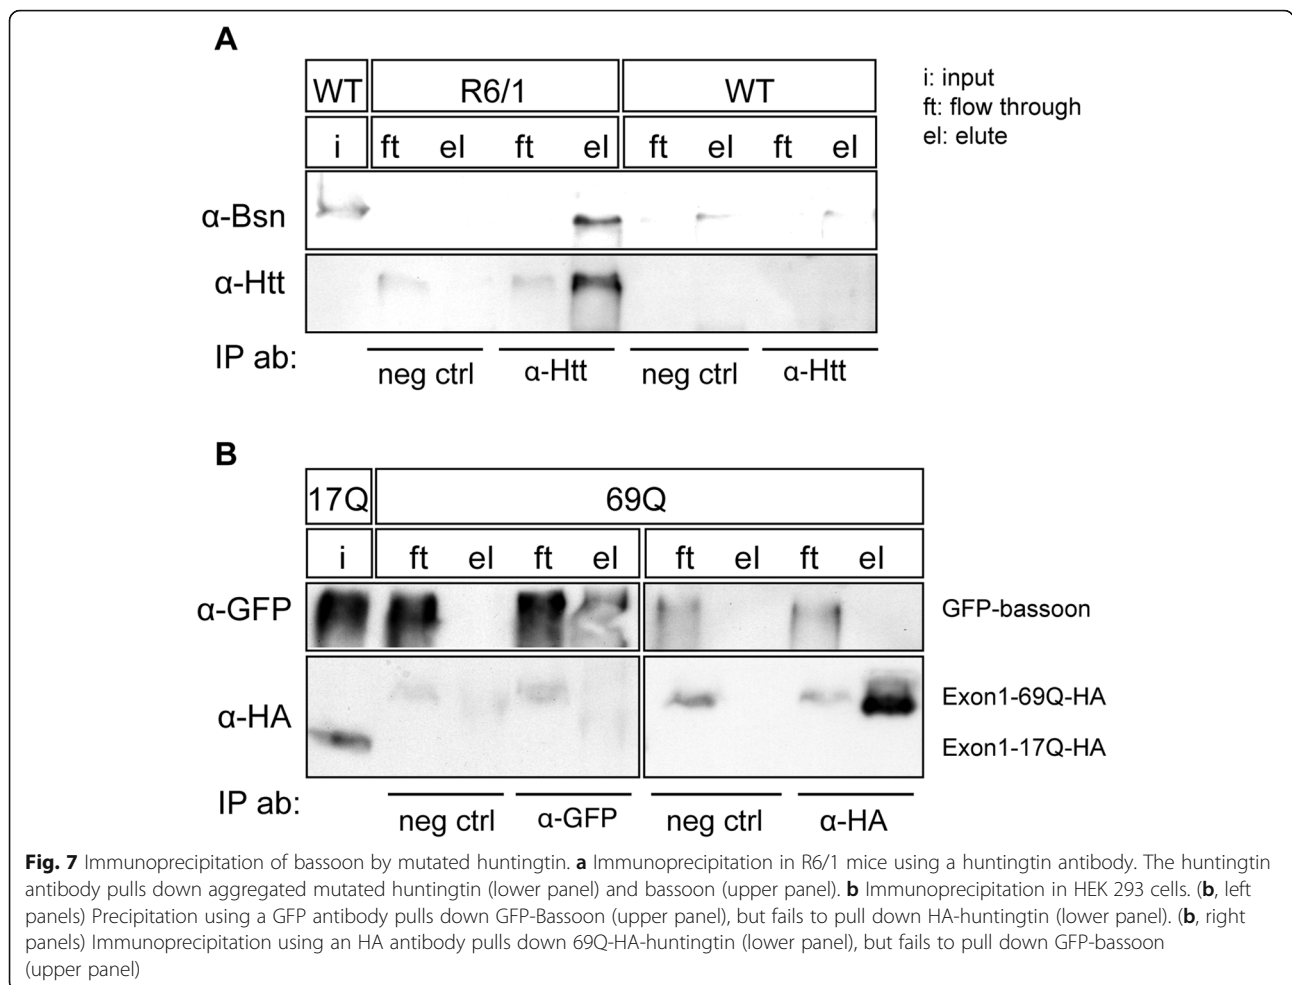 A
WT R6/1 WT
i ft el ft el ft el ft el
i: input
ft: flow through
el: elute
α-Bsn
α-Htt
IP ab: neg ctrl α-Htt neg ctrl α-Htt
B
17Q 69Q
i ft el ft el ft el ft el
α-GFP GFP-bassoon
α-HA Exon1-69Q-HA
Exon1-17Q-HA
IP ab: neg ctrl α-GFP neg ctrl α-HA
Fig. 7 Immunoprecipitation of bassoon by mutated huntingtin. a Immunoprecipitation in R6/1 mice using a huntingtin antibody. The huntingtin
antibody pulls down aggregated mutated huntingtin (lower panel) and bassoon (upper panel). b Immunoprecipitation in HEK 293 cells. (b, left
panels) Precipitation using a GFP antibody pulls down GFP-Bassoon (upper panel), but fails to pull down HA-huntingtin (lower panel). (b, right
panels) Immunoprecipitation using an HA antibody pulls down 69Q-HA-huntingtin (lower panel), but fails to pull down GFP-bassoon
(upper panel)